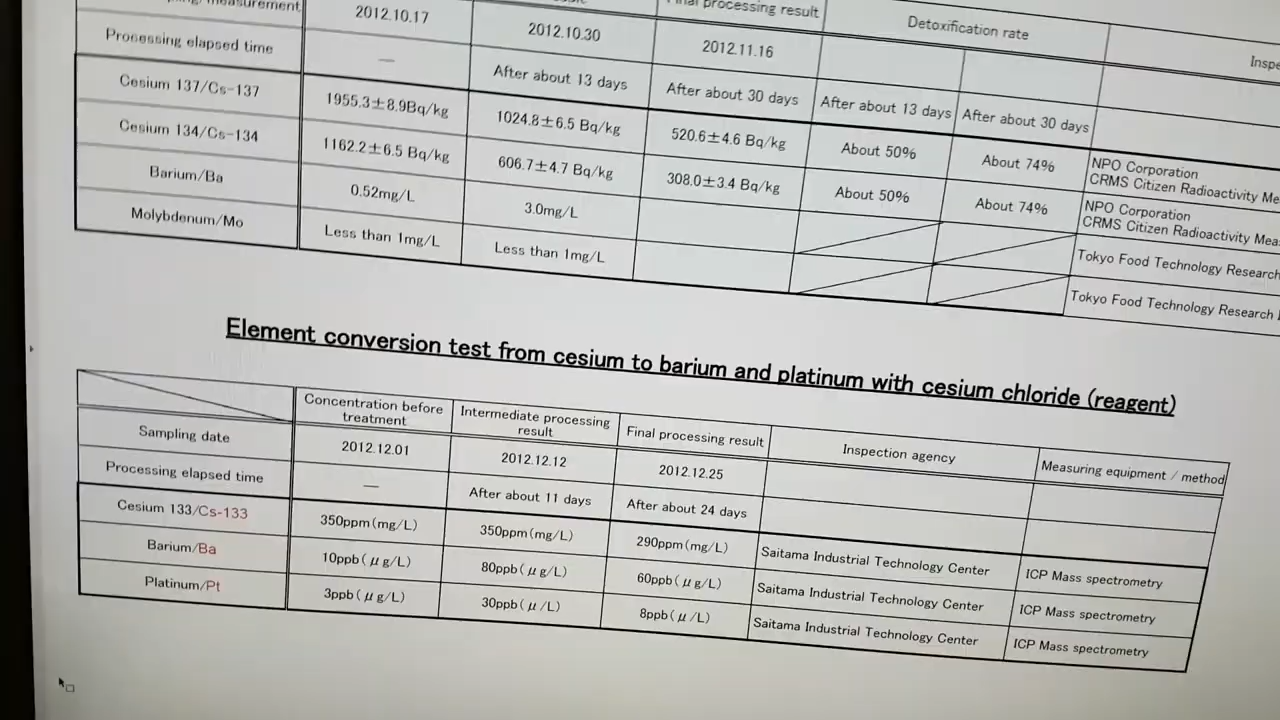 measurement
2012.10.17
2012.10.30
Final processing result
2012.11.16
Detoxification rate
Processing elapsed time
—
After about 13 days
After about 30 days
After about 13 days
After about 30 days
Cesium 137/Cs-137
1955.3±8.9Bq/kg
1024.8±6.5 Bq/kg
520.6±4.6 Bq/kg
About 50%
About 74%
NPO Corporation
CRMS Citizen Radioactivity
Cesium 134/Cs-134
1162.2±6.5 Bq/kg
606.7±4.7 Bq/kg
308.0±3.4 Bq/kg
About 50%
About 74%
NPO Corporation
CRMS Citizen Radioactivity
Barium/Ba
0.52mg/L
3.0mg/L
Tokyo Food Technology Research
Molybdenum/Mo
Less than 1mg/L
Less than 1mg/L
Tokyo Food Technology Research
Element conversion test from cesium to barium and platinum with cesium chloride (reagent)
Concentration before
treatment
Intermediate processing
result
Final processing result
Inspection agency
Measuring equipment / method
Sampling date
2012.12.01
2012.12.12
2012.12.25
Processing elapsed time
—
After about 11 days
After about 24 days
Cesium 133/Cs-133
350ppm(mg/L)
350ppm(mg/L)
290ppm(mg/L)
Saitama Industrial Technology Center
ICP Mass spectrometry
Barium/Ba
10ppb(μg/L)
80ppb(μg/L)
60ppb(μg/L)
Saitama Industrial Technology Center
ICP Mass spectrometry
Platinum/Pt
3ppb(μg/L)
30ppb(μ/L)
8ppb(μ/L)
Saitama Industrial Technology Center
ICP Mass spectrometry